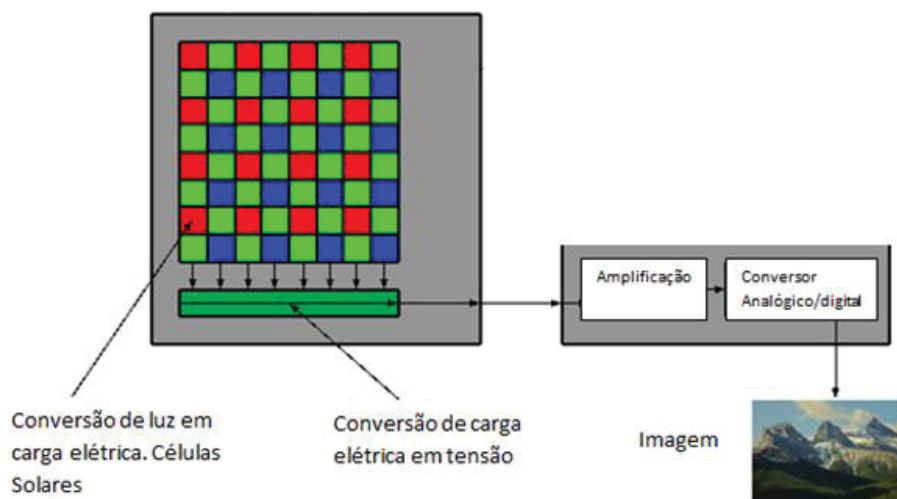 Amplificação
Conversor
Analógico/digital
Conversão de luz em
carga elétrica. Células
Solares
Conversão de carga
elétrica em tensão
Imagem